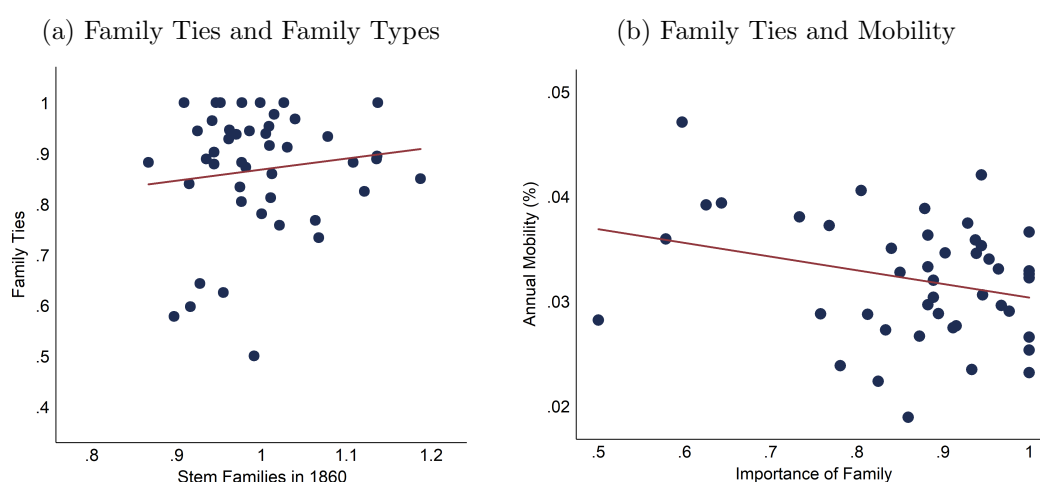 (a) Family Ties and Family Types
1
.9
.8
.7
.6
.5
.4
Family Ties
.8 .9 1 1.1 1.2
Stem Families in 1860
(b) Family Ties and Mobility
.05
.04
.03
.02
Annual Mobility (%)
.5 .6 .7 .8 .9 1
Importance of Family